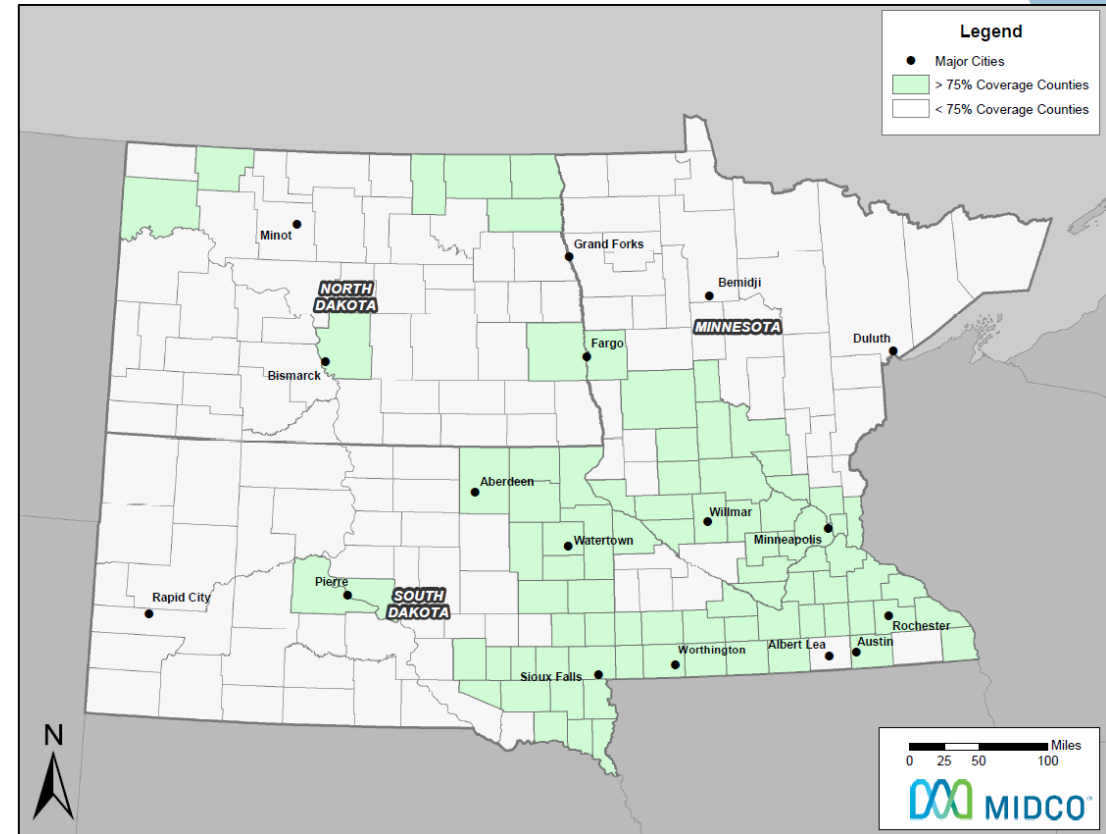 Legend
Major Cities
> 75% Coverage Counties
< 75% Coverage Counties
Minot
Grand Forks
Bemidji
NORTH
DAKOTA
MINNESOTA
Duluth
Fargo
Bismarck
Aberdeen
Willmar
Watertown
Minneapolis
Pierre
Rapid City
SOUTH
DAKOTA
Rochester
Albert Lea
Austin
Worthington
Sioux Falls
N
Miles
0 25 50 100
MIDCO